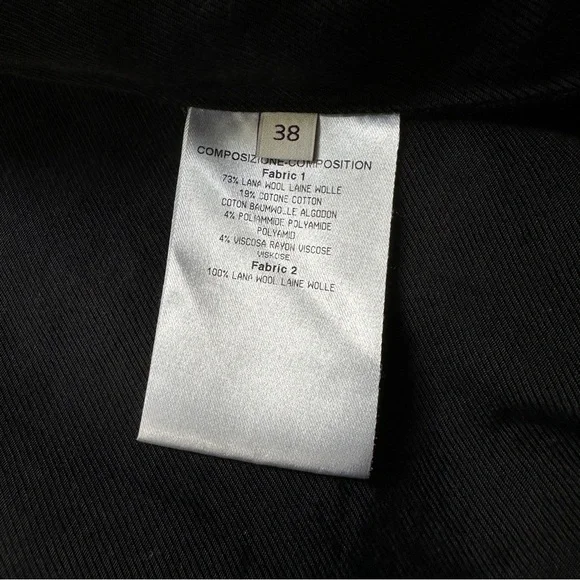 38
COMPOSIZIONE-COMPOSITION
Fabric 1
73% LANA WOOL LAINE WOLLE
19% COTONE COTTON
COTON BAUMWOLLE ALGODON
4% POLIAMMIDE POLYAMIDE
POLYAMID
4% VISCOSA RAYON VISCOSE
VISKOSE
Fabric 2
100% LANA WOOL LAINE WOLLE